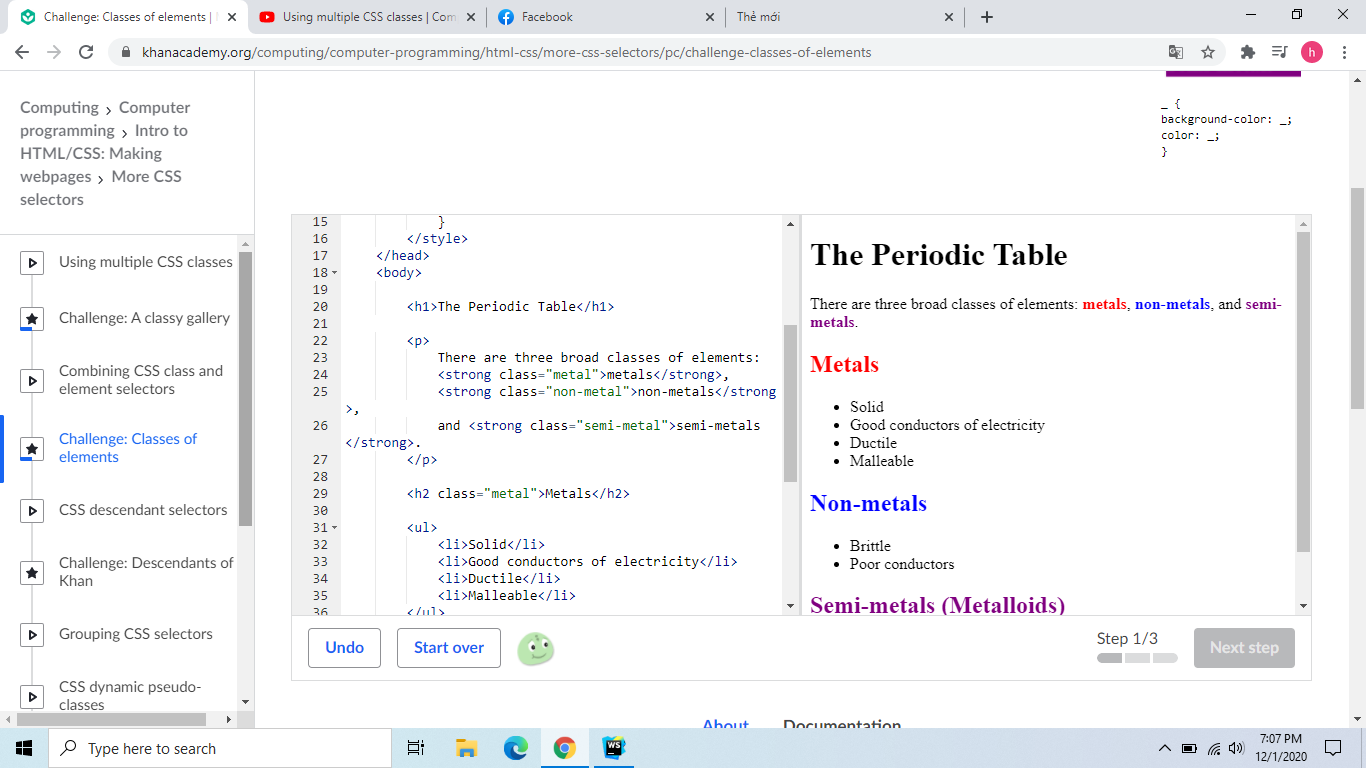 Challenge: Classes of elements |
Using multiple CSS classes | Com
Facebook
Thẻ mới
khanacademy.org/computing/computer-programming/html-css/more-css-selectors/pc/challenge-classes-of-elements
h
Computing > Computer
programming > Intro to
HTML/CSS: Making
webpages > More CSS
selectors
Using multiple CSS classes
Challenge: A classy gallery
Combining CSS class and
element selectors
Challenge: Classes of
elements
CSS descendant selectors
Challenge: Descendants of
Khan
Grouping CSS selectors
CSS dynamic pseudo-
classes
_ {
background-color: _;
color: _;
}
15 }
16 </style>
17 </head>
18 <body>
19
20 <h1>The Periodic Table</h1>
21
22 <p>
23 There are three broad classes of elements:
24 <strong class="metal">metals</strong>,
25 <strong class="non-metal">non-metals</strong
>,
26 and <strong class="semi-metal">semi-metals
</strong>.
27 </p>
28
29 <h2 class="metal">Metals</h2>
30
31 <ul>
32 <li>Solid</li>
33 <li>Good conductors of electricity</li>
34 <li>Ductile</li>
35 <li>Malleable</li>
36 </ul>
The Periodic Table
There are three broad classes of elements: metals, non-metals, and semi-
metals.
Metals
• Solid
• Good conductors of electricity
• Ductile
• Malleable
Non-metals
• Brittle
• Poor conductors
Semi-metals (Metalloids)
Undo
Start over
Step 1/3
Next step
About
Documentation
Type here to search
WS
7:07 PM
12/1/2020